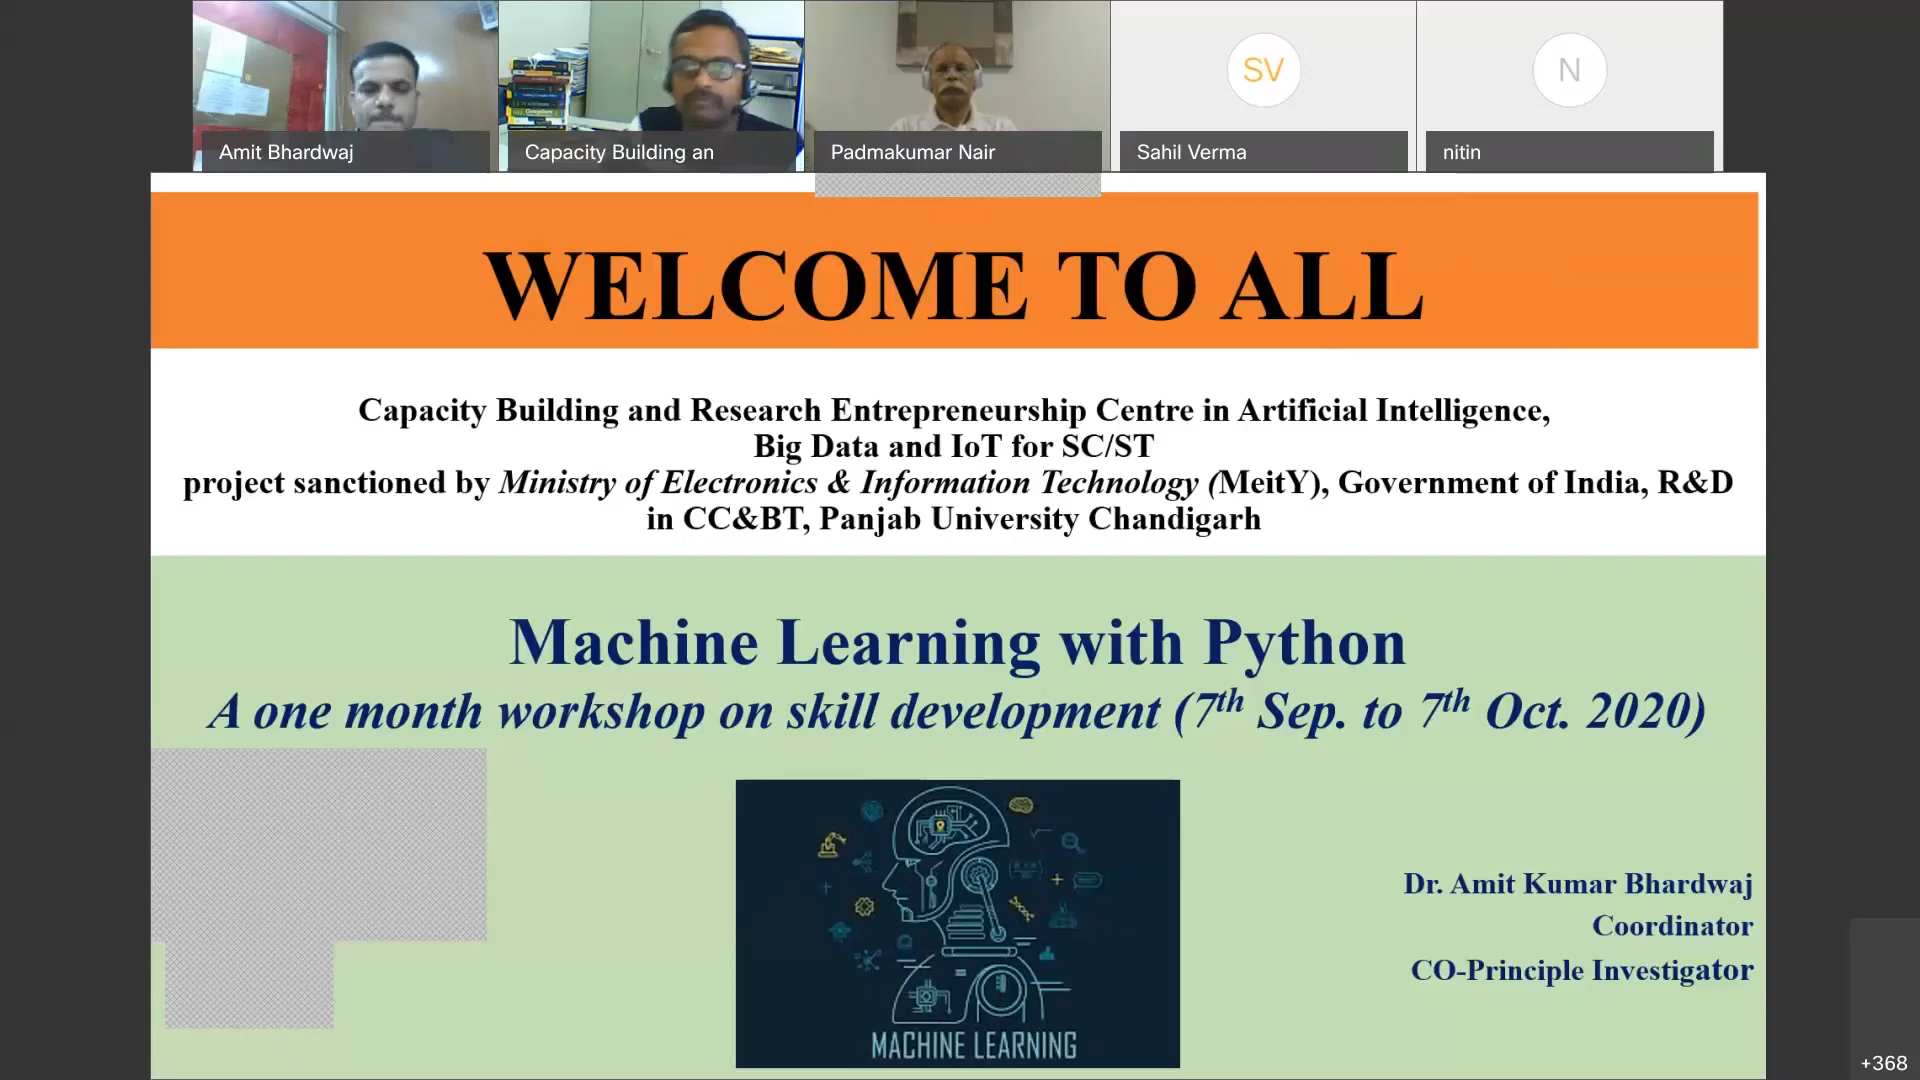 Amit Bhardwaj
Capacity Building an
Padmakumar Nair
SV
Sahil Verma
N
nitin
WELCOME TO ALL
Capacity Building and Research Entrepreneurship Centre in Artificial Intelligence,
Big Data and IoT for SC/ST
project sanctioned by Ministry of Electronics & Information Technology (MeitY), Government of India, R&D
in CC&BT, Panjab University Chandigarh
Machine Learning with Python
A one month workshop on skill development (7th Sep. to 7th Oct. 2020)
MACHINE LEARNING
Dr. Amit Kumar Bhardwaj
Coordinator
CO-Principle Investigator
+368